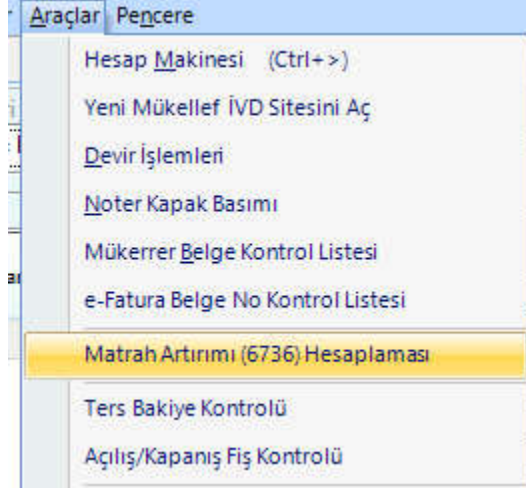 Araçlar Pencere
Hesap Makinesi (Ctrl+>)
Yeni Mükellef İVD Sitesini Aç
Devir İşlemleri
Noter Kapak Basımı
Mükerrer Belge Kontrol Listesi
e-Fatura Belge No Kontrol Listesi
Matrah Artırımı (6736) Hesaplaması
Ters Bakiye Kontrolü
Açılış/Kapanış Fiş Kontrolü